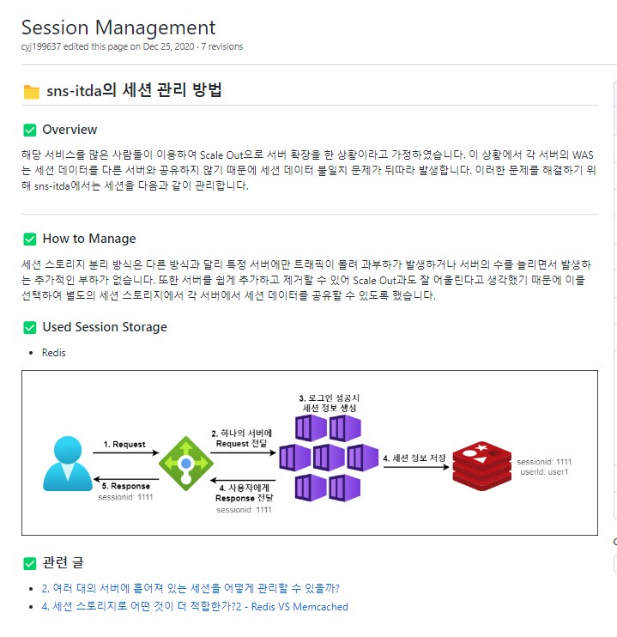 Session Management
cyj199637 edited this page on Dec 25, 2020 · 7 revisions
sns-itda의 세션 관리 방법
Overview
해당 서비스를 많은 사람들이 이용하여 Scale Out으로 서버 확장을 한 상황이라고 가정하였습니다. 이 상황에서 각 서버의 WAS
는 세션 데이터를 다른 서버와 공유하지 않기 때문에 세션 데이터 불일치 문제가 뒤따라 발생합니다. 이러한 문제를 해결하기 위
해 sns-itda에서는 세션을 다음과 같이 관리합니다.
How to Manage
세션 스토리지 분리 방식은 다른 방식과 달리 특정 서버에만 트래픽이 몰려 과부하가 발생하거나 서버의 수를 늘리면서 발생하
는 추가적인 부하가 없습니다. 또한 서버를 쉽게 추가하고 제거할 수 있어 Scale Out과도 잘 어울린다고 생각했기 때문에 이를
선택하여 별도의 세션 스토리지에서 각 서버에서 세션 데이터를 공유할 수 있도록 했습니다.
Used Session Storage
Redis
3. 로그인 성공시
세션 정보 생성
1. Request
2. 하나의 서버에
Request 전달
4. 세션 정보 저장
sessionid: 1111
userId: user1
5. Response
sessionid: 1111
4. 사용자에게
Response 전달
sessionid: 1111
관련 글
2. 여러 대의 서버에 흩어져 있는 세션을 어떻게 관리할 수 있을까?
4. 세션 스토리지로 어떤 것이 더 적합한가?2 - Redis VS Memcached